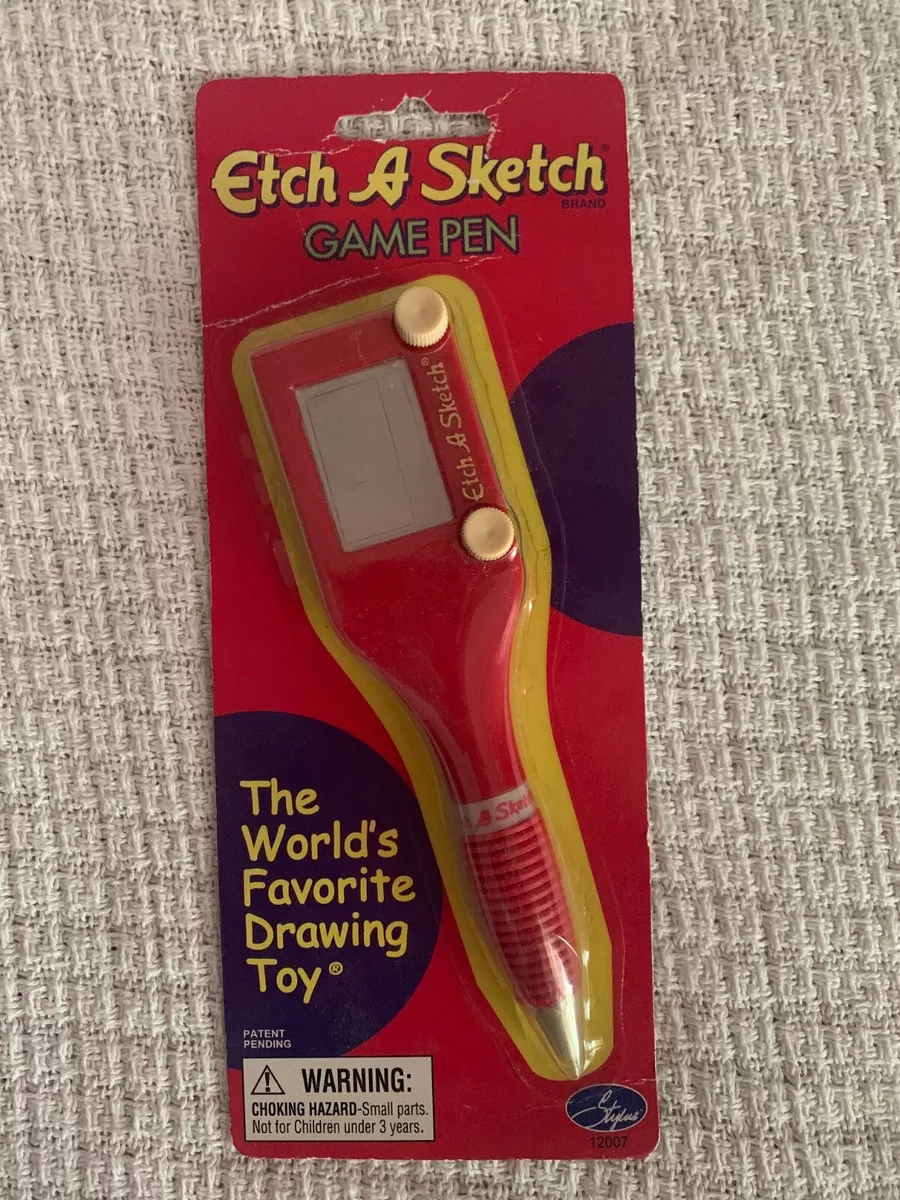 Etch A Sketch®
BRAND
GAME PEN
Etch A Sketch®
A Sketch
The
World's
Favorite
Drawing
Toy®
PATENT
PENDING
WARNING:
CHOKING HAZARD-Small parts.
Not for Children under 3 years.
Stylus
12007